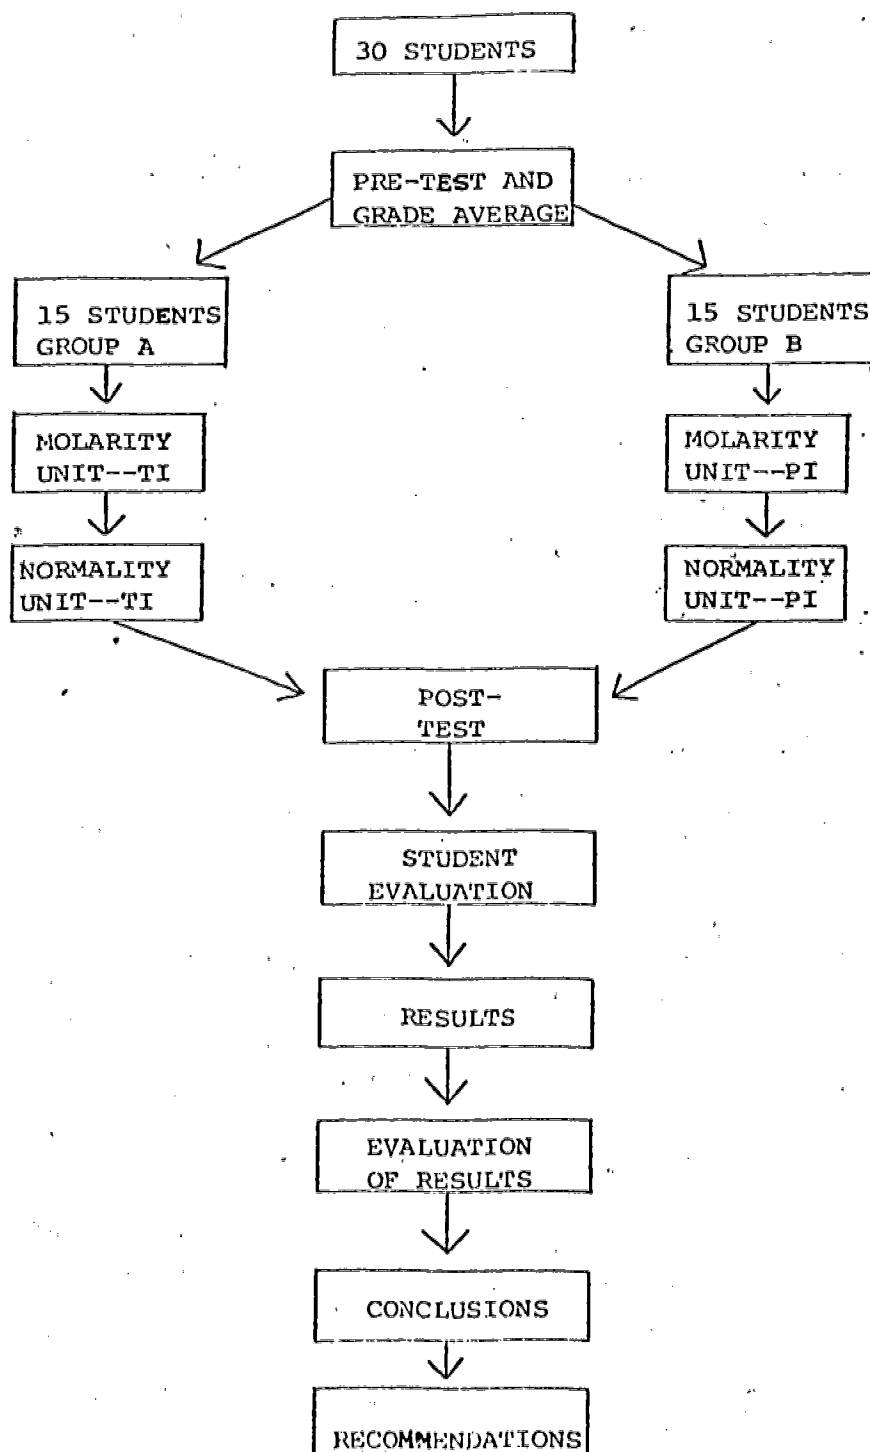 30 STUDENTS
PRE-TEST AND
GRADE AVERAGE
15 STUDENTS
GROUP A
15 STUDENTS
GROUP B
MOLARITY
UNIT--TI
MOLARITY
UNIT--PI
NORMALITY
UNIT--TI
NORMALITY
UNIT--PI
POST-
TEST
STUDENT
EVALUATION
RESULTS
EVALUATION
OF RESULTS
CONCLUSIONS
RECOMMENDATIONS